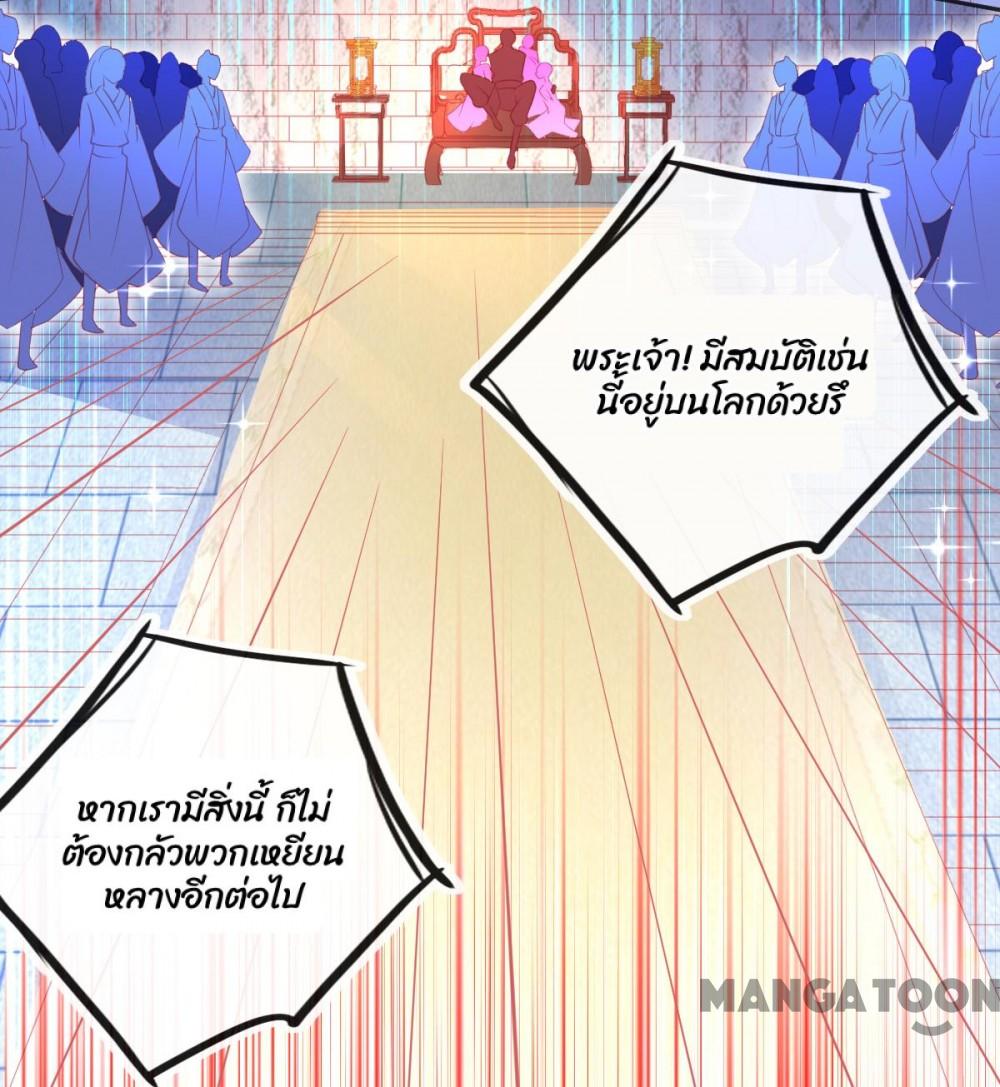 พระเจ้า! มีสมบัติเช่น
นี้อยู่บนโลกด้วยรึ
หากเรามีสิ่งนี้ ก็ไม่
ต้องกลัวพวกเหยียน
หลางอีกต่อไป
MANGA TOON